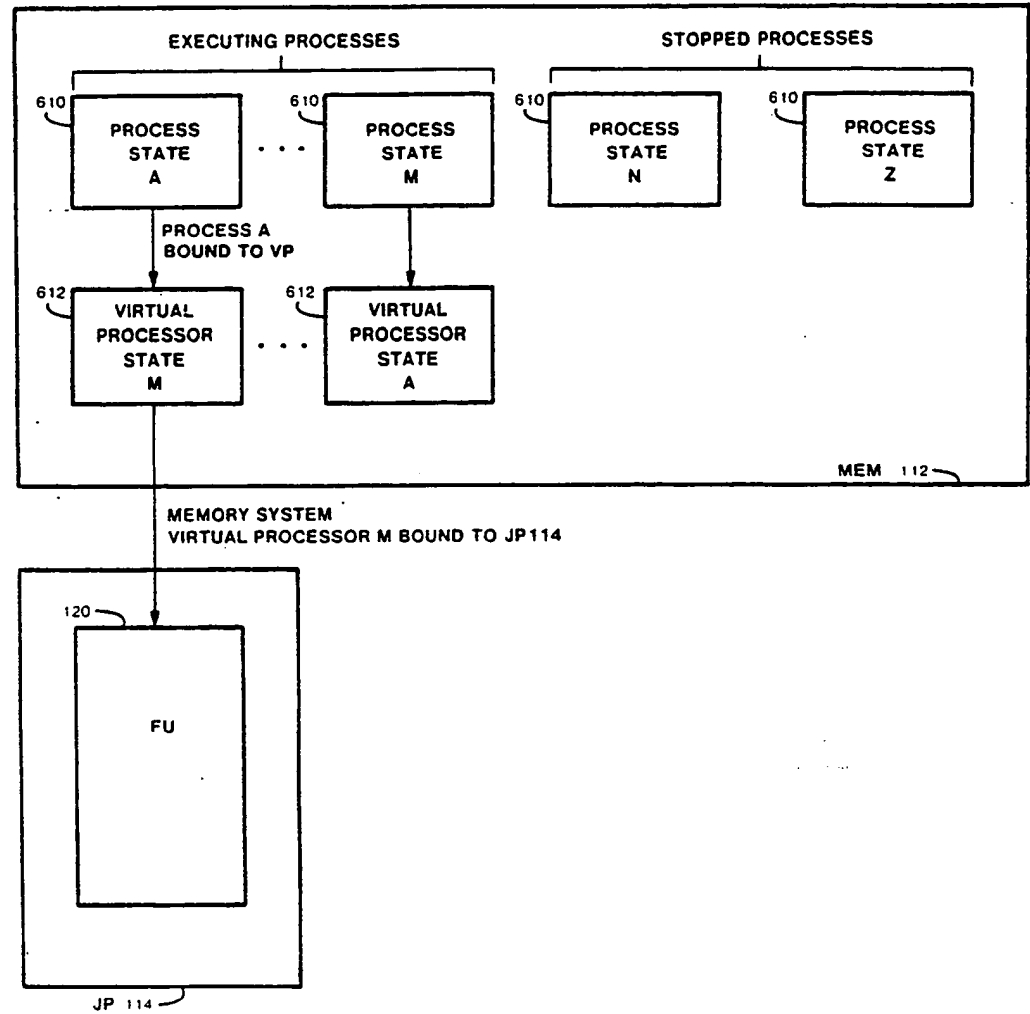 EXECUTING PROCESSES
STOPPED PROCESSES
610
PROCESS
STATE
A
610
PROCESS
STATE
M
610
PROCESS
STATE
N
610
PROCESS
STATE
Z
PROCESS A
BOUND TO VP
612
VIRTUAL
PROCESSOR
STATE
M
612
VIRTUAL
PROCESSOR
STATE
A
MEM 112
MEMORY SYSTEM
VIRTUAL PROCESSOR M BOUND TO JP114
120
FU
JP 114